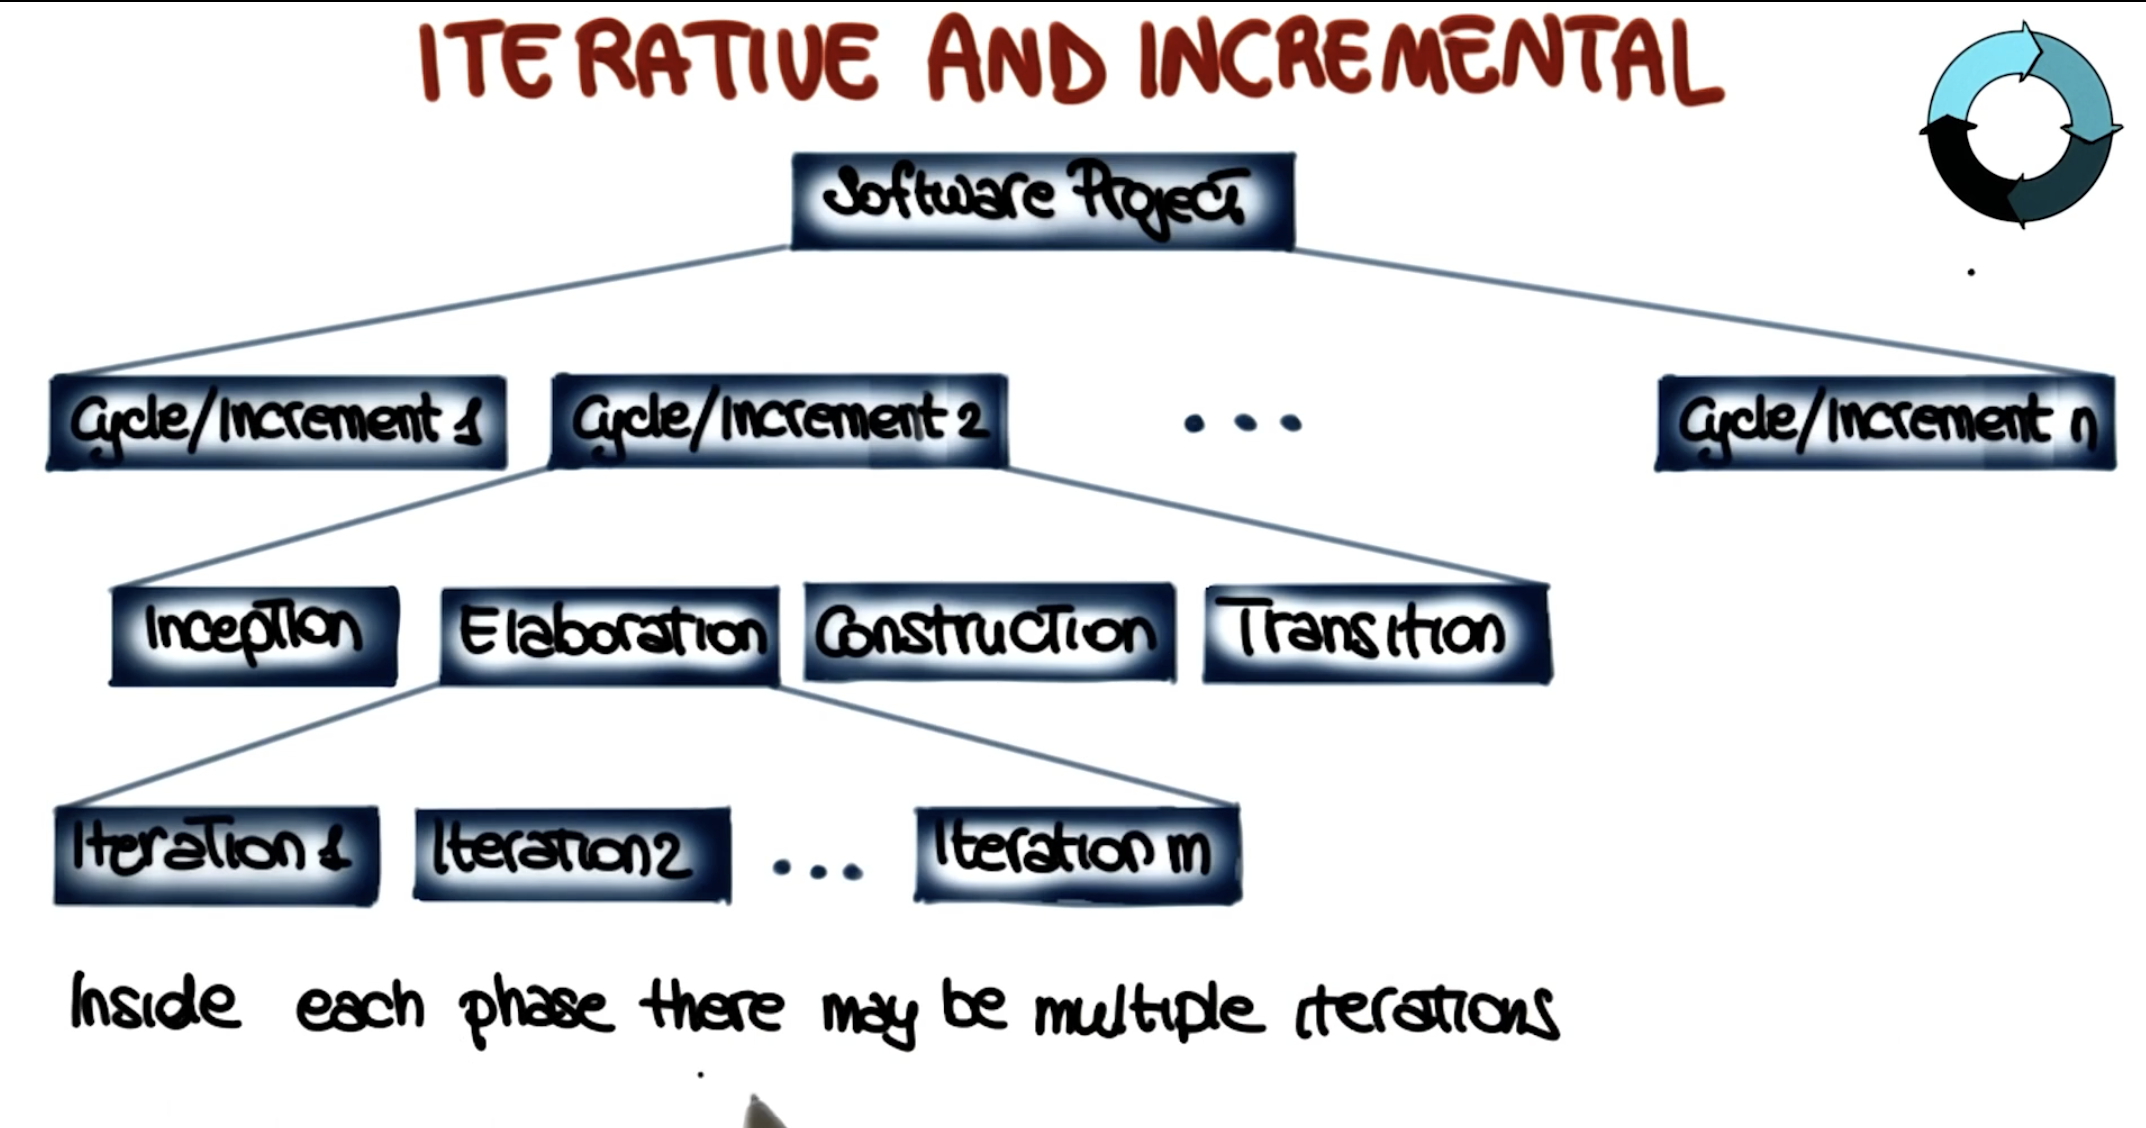 ITERATIVE AND INCREMENTAL
Software Project
Cycle/Increment 1 Cycle/Increment 2 ... Cycle/Increment n
Inception Elaboration Construction Transition
Iteration 1 Iteration 2 ... Iteration m
Inside each phase there may be multiple iterations